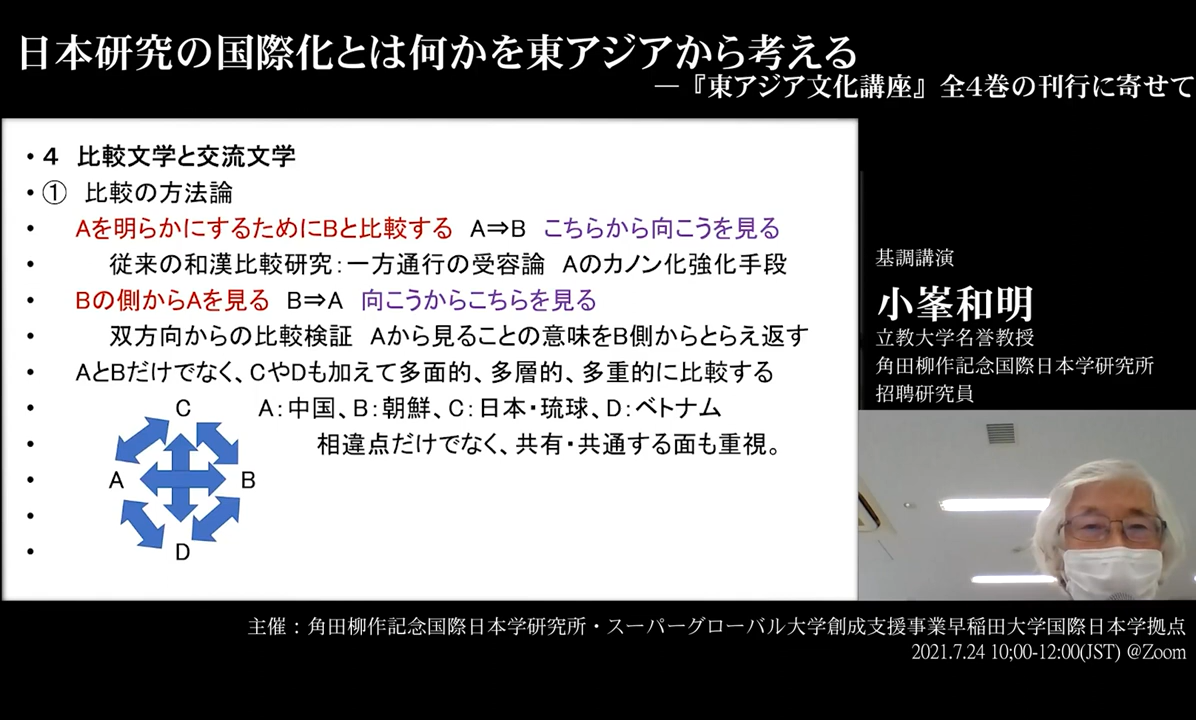 日本研究の国際化とは何かを東アジアから考える
―『東アジア文化講座』全4巻の刊行に寄せて
・4 比較文学と交流文学
・① 比較の方法論
・ Aを明らかにするためにBと比較する A⇒B こちらから向こうを見る
・ 従来の和漢比較研究：一方通行の受容論 Aのカノン化強化手段
・ Bの側からAを見る B⇒A 向こうからこちらを見る
・ 双方向からの比較検証 Aから見ることの意味をB側からとらえ返す
・ AとBだけでなく、CやDも加えて多面的、多層的、多重的に比較する
・ C A：中国、B：朝鮮、C：日本・琉球、D：ベトナム
・ 相違点だけでなく、共有・共通する面も重視。
・ A B
・
・ D
基調講演
小峯和明
立教大学名誉教授
角田柳作記念国際日本学研究所
招聘研究員
主催：角田柳作記念国際日本学研究所・スーパーグローバル大学創成支援事業早稲田大学国際日本学拠点
2021.7.24 10;00-12:00(JST) @Zoom